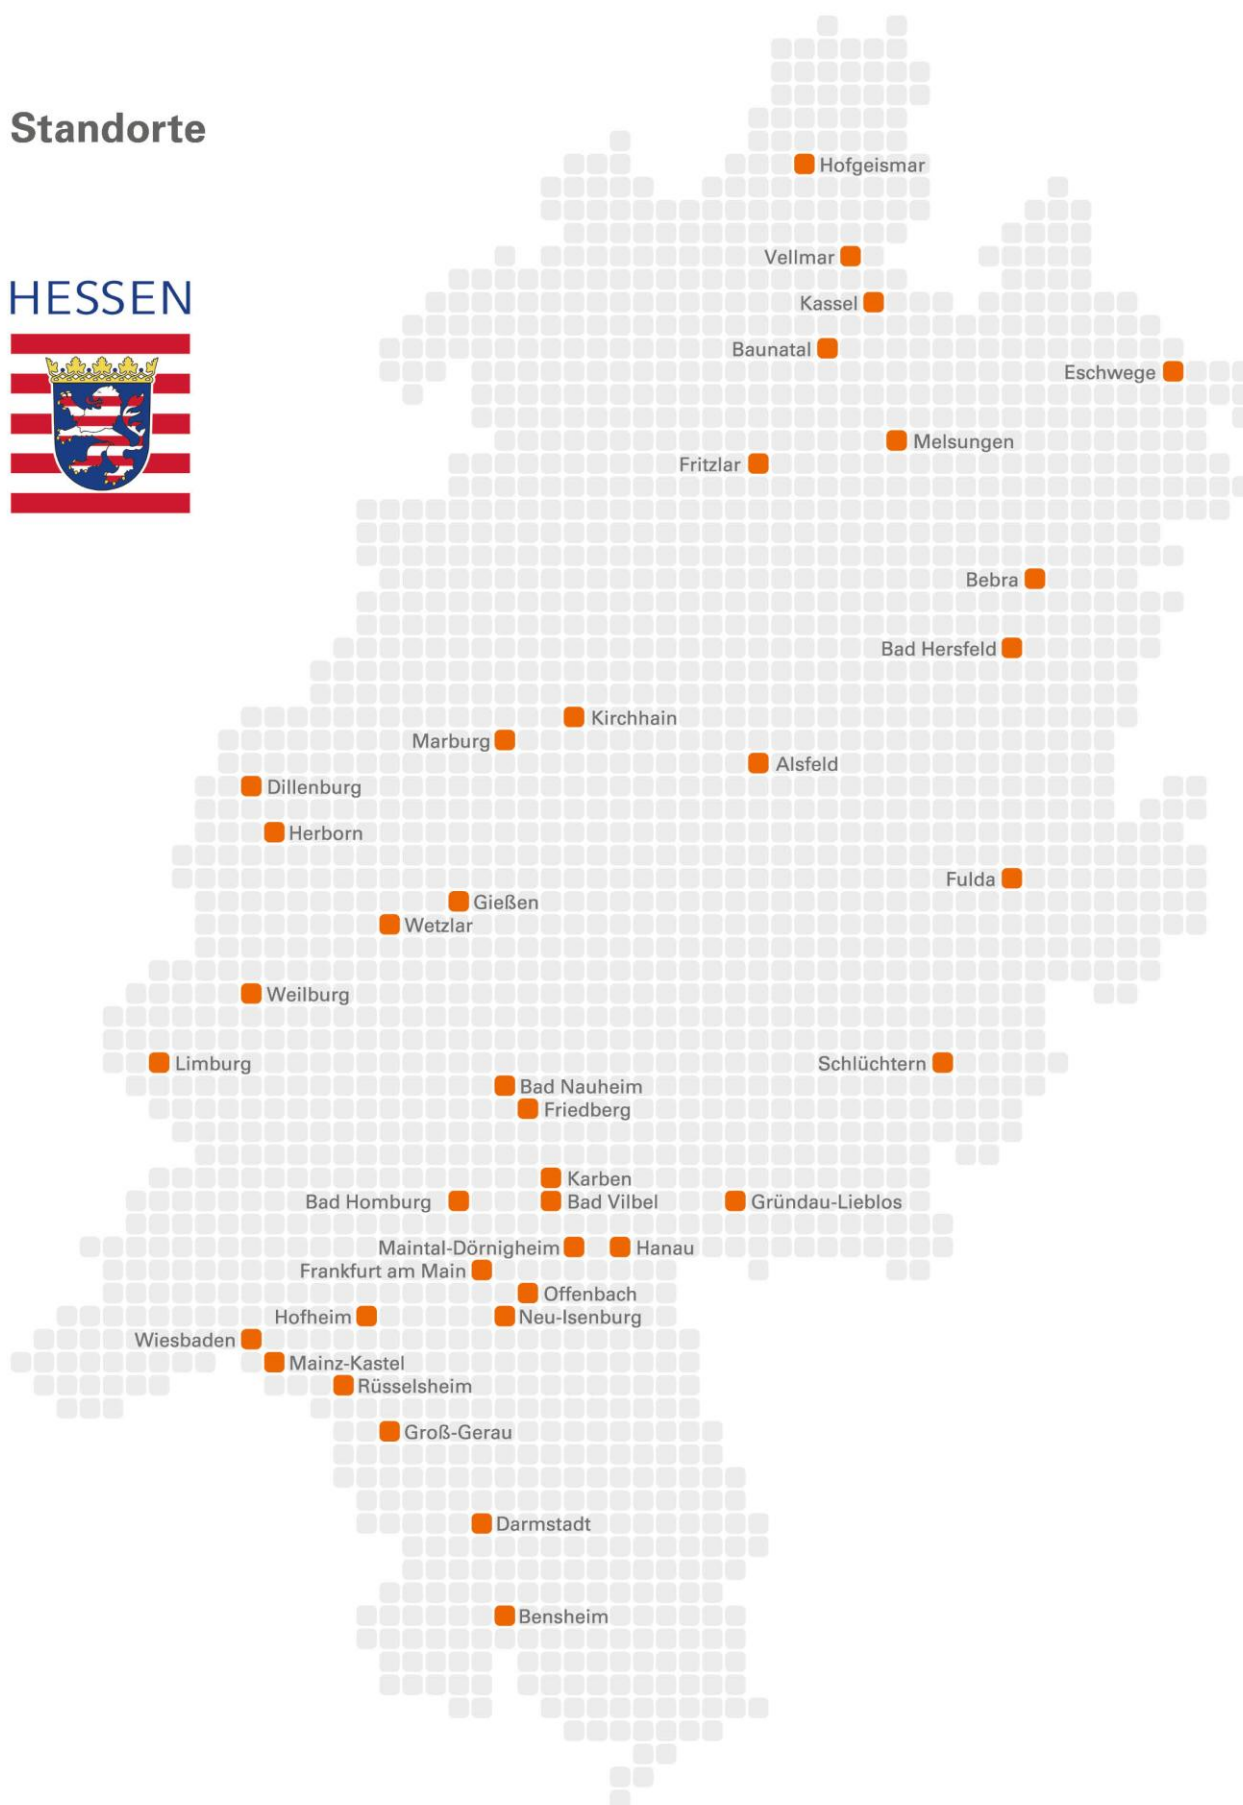 Standorte
HESSEN
Hofgeismar
Vellmar
Kassel
Baunatal
Eschwege
Melsungen
Fritzlar
Bebra
Bad Hersfeld
Kirchhain
Marburg
Alsfeld
Dillenburg
Herborn
Fulda
Gießen
Wetzlar
Weilburg
Limburg
Schlüchtern
Bad Nauheim
Friedberg
Karben
Bad Homburg
Bad Vilbel
Gründau-Lieblos
Maintal-Dörnigheim
Hanau
Frankfurt am Main
Offenbach
Hofheim
Neu-Isenburg
Wiesbaden
Mainz-Kastel
Rüsselsheim
Groß-Gerau
Darmstadt
Bensheim